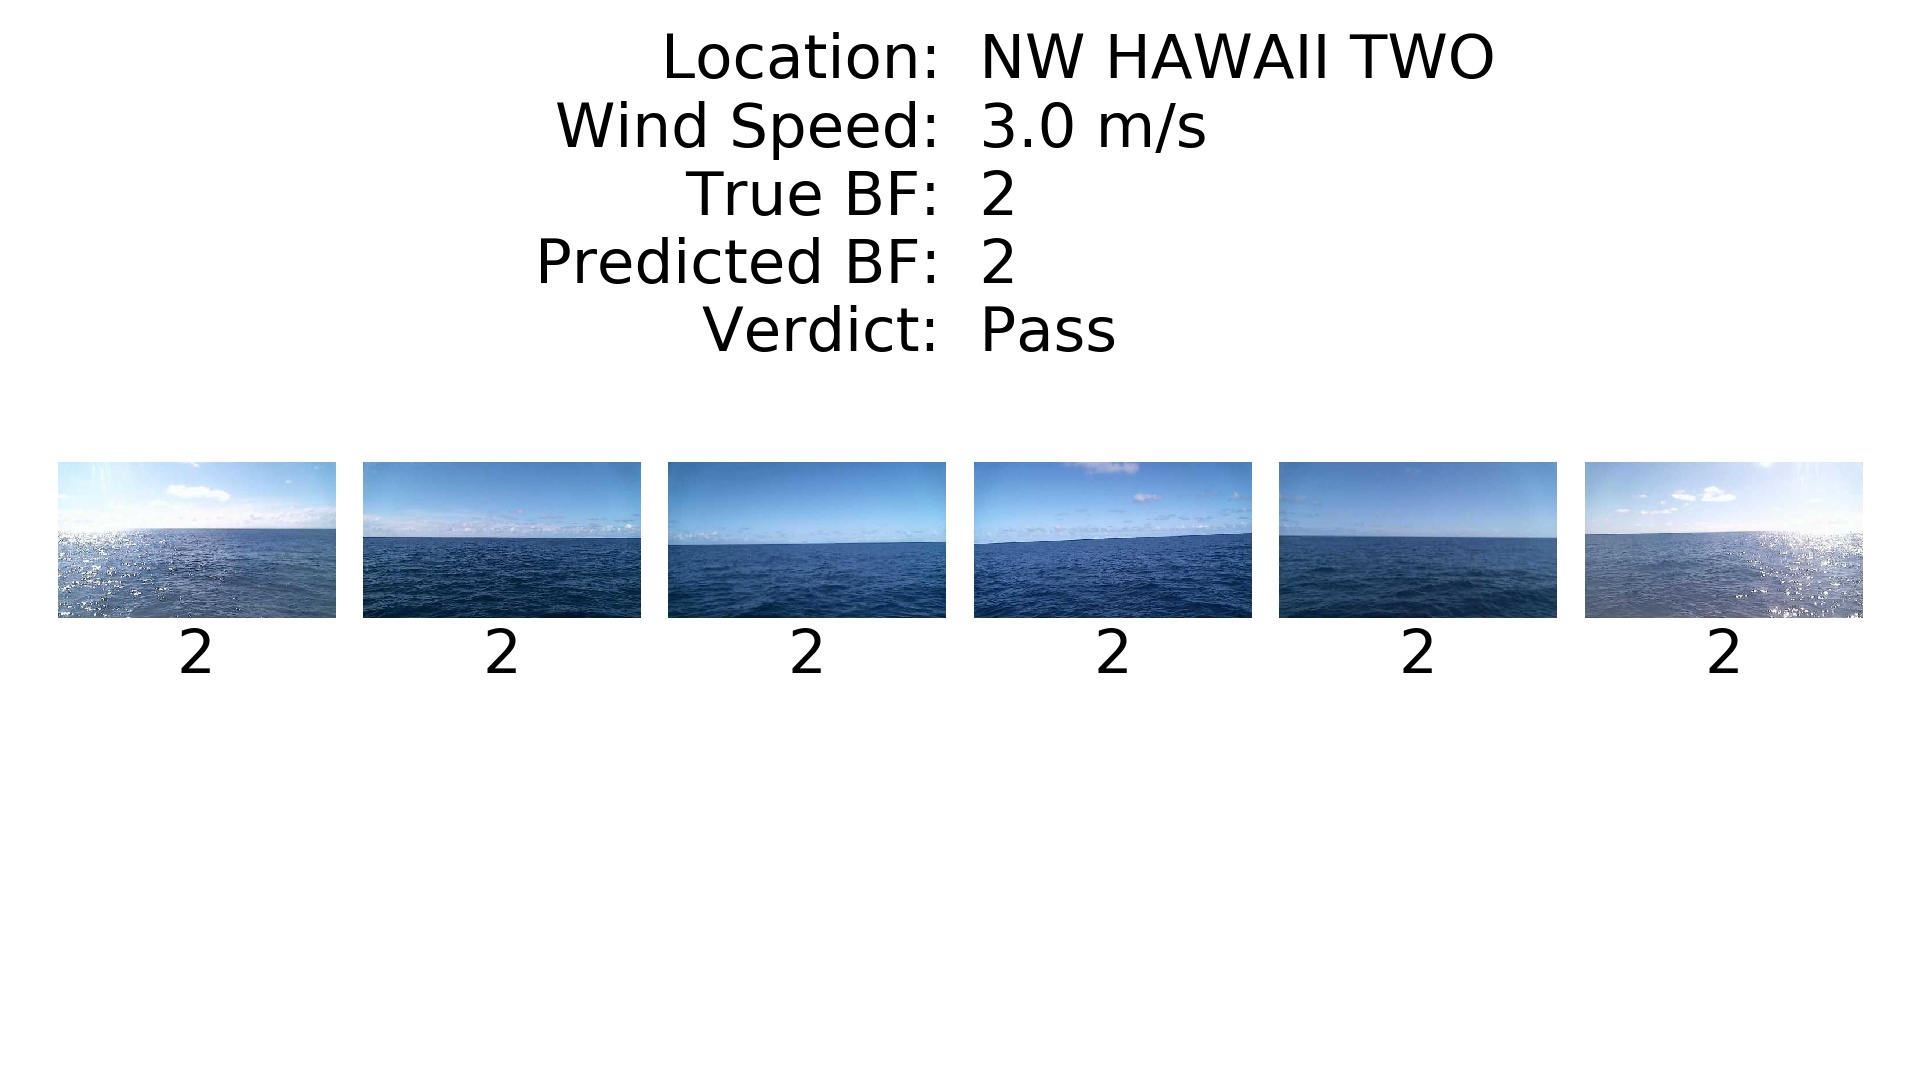 Location: NW HAWAII TWO
Wind Speed: 3.0 m/s
True BF: 2
Predicted BF: 2
Verdict: Pass
2 2 2 2 2 2